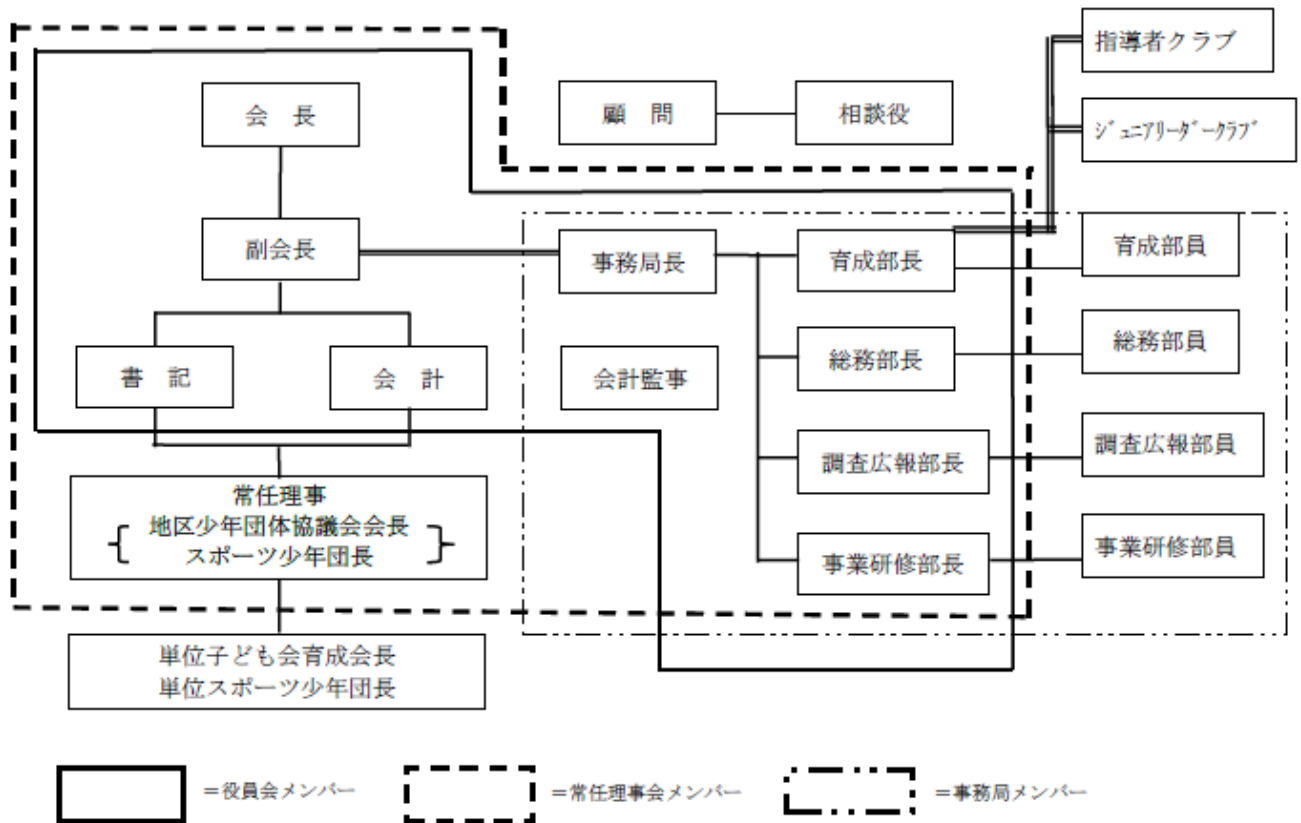 指導者クラブ
会　長
顧　問
相談役
ｼﾞｭﾆｱﾘｰﾀﾞｰｸﾗﾌﾞ
副会長
事務局長
育成部長
育成部員
書　記
会　計
会計監事
総務部長
総務部員
調査広報部長
調査広報部員
常任理事
地区少年団体協議会会長
スポーツ少年団長
事業研修部長
事業研修部員
単位子ども会育成会長
単位スポーツ少年団長
＝役員会メンバー
＝常任理事会メンバー
＝事務局メンバー